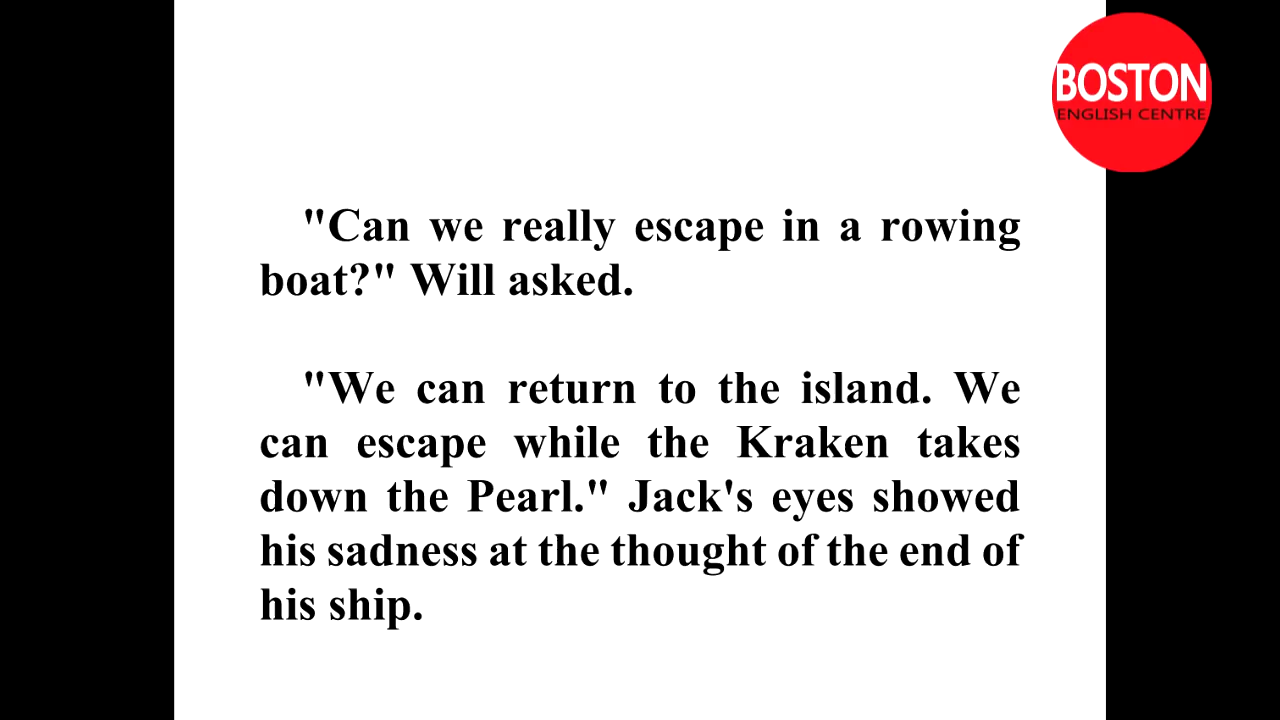 BOSTON
ENGLISH CENTRE
"Can we really escape in a rowing
boat?" Will asked.
"We can return to the island. We
can escape while the Kraken takes
down the Pearl." Jack's eyes showed
his sadness at the thought of the end of
his ship.